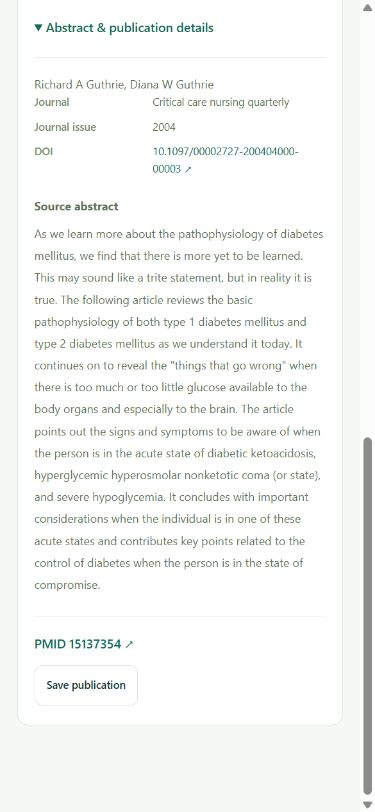 ▼ Abstract & publication details
Richard A Guthrie, Diana W Guthrie
Journal Critical care nursing quarterly
Journal issue 2004
DOI 10.1097/00002727-200404000-
00003 ↗
Source abstract
As we learn more about the pathophysiology of diabetes
mellitus, we find that there is more yet to be learned.
This may sound like a trite statement, but in reality it is
true. The following article reviews the basic
pathophysiology of both type 1 diabetes mellitus and
type 2 diabetes mellitus as we understand it today. It
continues on to reveal the "things that go wrong" when
there is too much or too little glucose available to the
body organs and especially to the brain. The article
points out the signs and symptoms to be aware of when
the person is in the acute state of diabetic ketoacidosis,
hyperglycemic hyperosmolar nonketotic coma (or state),
and severe hypoglycemia. It concludes with important
considerations when the individual is in one of these
acute states and contributes key points related to the
control of diabetes when the person is in the state of
compromise.
PMID 15137354 ↗
Save publication